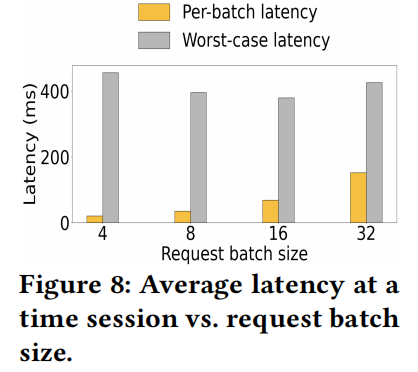 Per-batch latency
Worst-case latency
Latency (ms)
400
200
0
4 8 16 32
Request batch size
Figure 8: Average latency at a
time session vs. request batch
size.